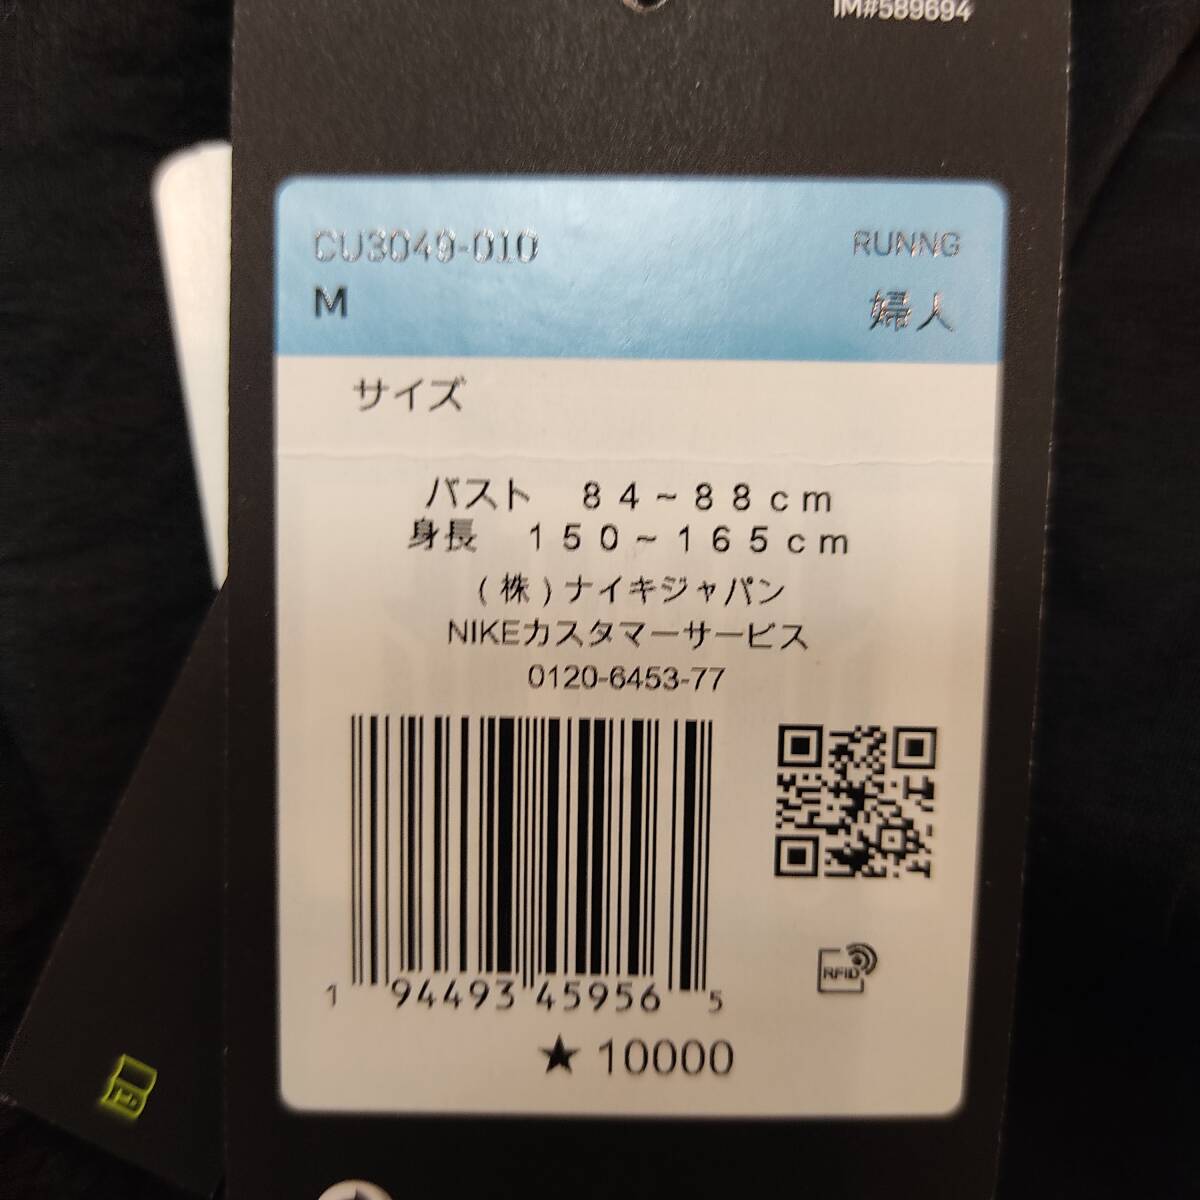 IM#589694
CU3049-010
RUNNG
M
婦人
サイズ
バスト 84~88cm
身長 150~165cm
(株)ナイキジャパン
NIKEカスタマーサービス
0120-6453-77
1 94493 45956 5
RFID
★ 10000